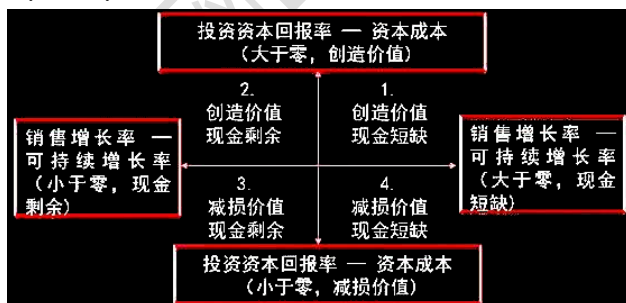 投资资本回报率 — 资本成本
（大于零，创造价值）
2.
创造价值
现金剩余
1.
创造价值
现金短缺
销售增长率 —
可持续增长率
（小于零，现金
剩余）
销售增长率 —
可持续增长率
（大于零，现金
短缺）
3.
减损价值
现金剩余
4.
减损价值
现金短缺
投资资本回报率 — 资本成本
（小于零，减损价值）